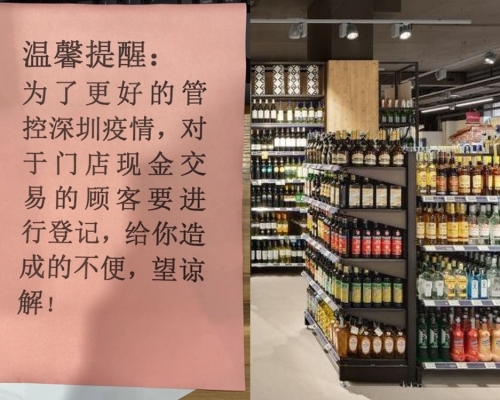 温馨提醒：
为了更好的管
控深圳疫情，对
于门店现金交
易的顾客要进
行登记，给你造
成的不便，望谅
解！